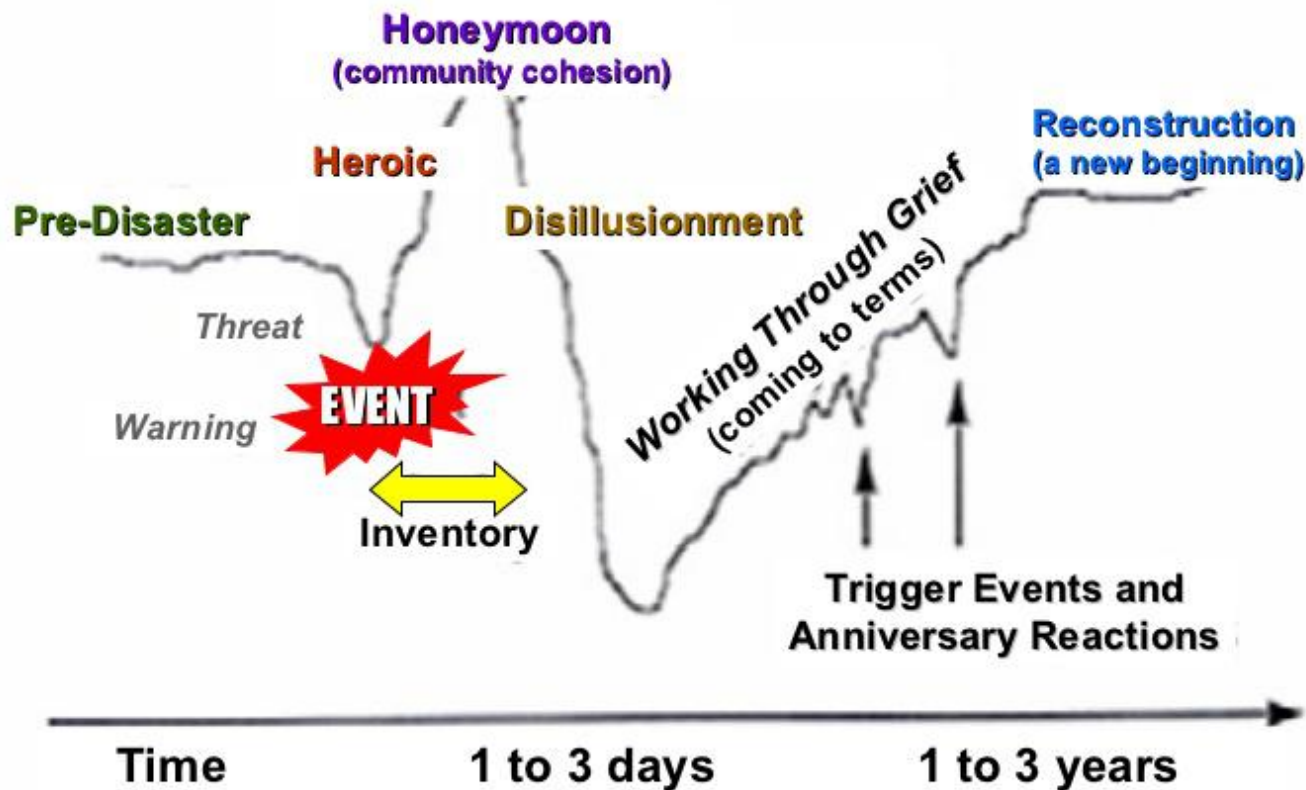 Honeymoon
(community cohesion)
Heroic
Pre-Disaster
Disillusionment
Reconstruction
(a new beginning)
Threat
Warning
EVENT
Inventory
Working Through Grief
(coming to terms)
Trigger Events and
Anniversary Reactions
Time
1 to 3 days
1 to 3 years